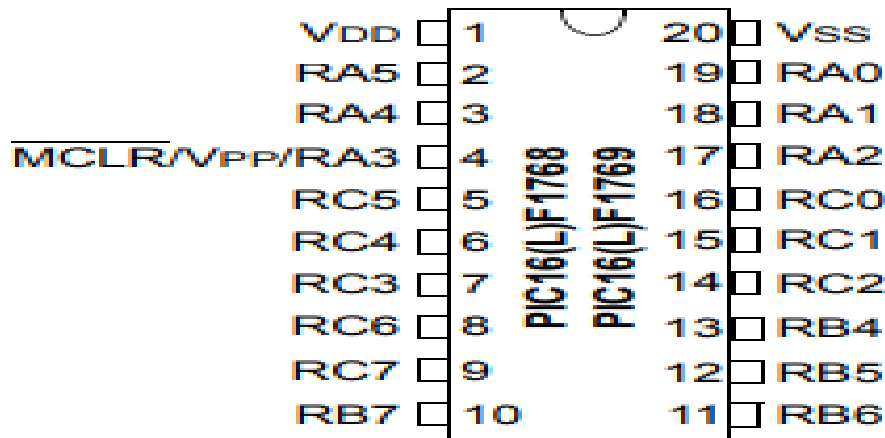 VDD 1 20 VSS
RA5 2 19 RA0
RA4 3 18 RA1
MCLR/VPP/RA3 4 17 RA2
RC5 5 16 RC0
RC4 6 15 RC1
RC3 7 14 RC2
RC6 8 13 RB4
RC7 9 12 RB5
RB7 10 11 RB6
PIC16(L)F1768
PIC16(L)F1769